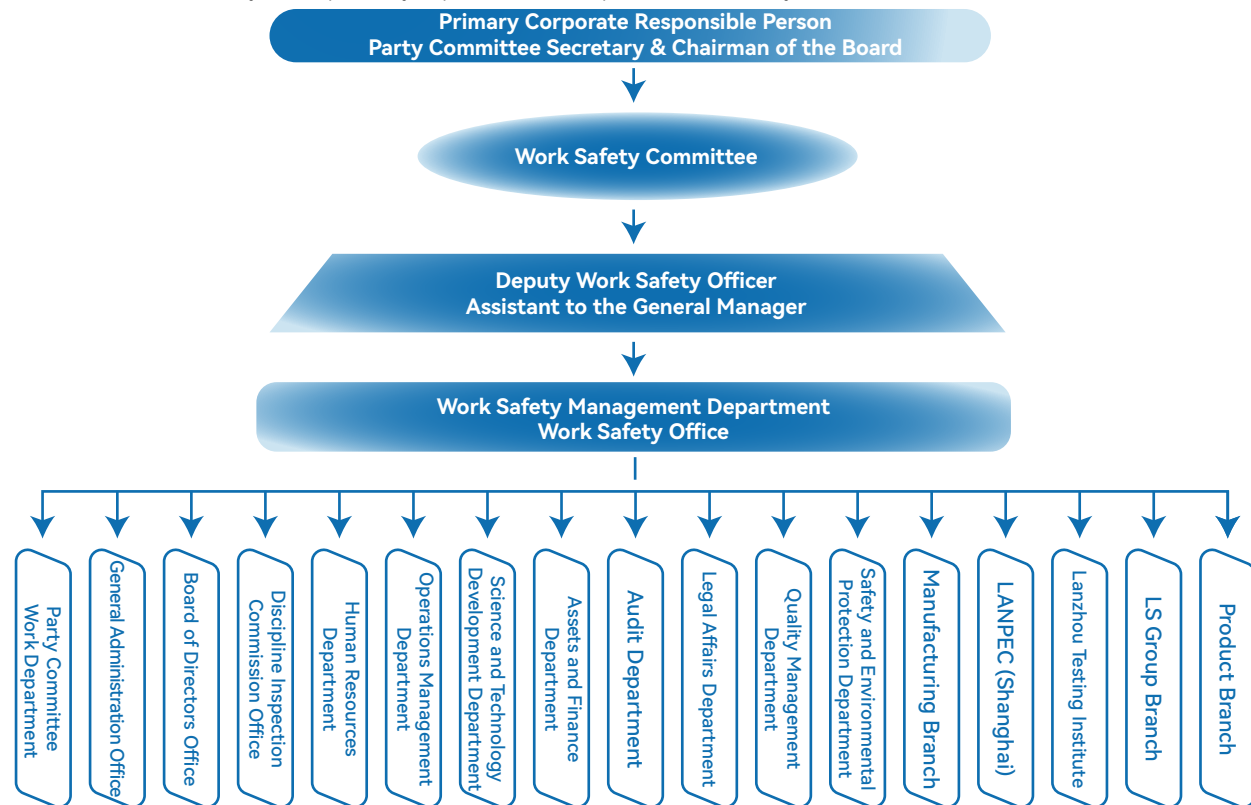 Primary Corporate Responsible Person
Party Committee Secretary & Chairman of the Board
Work Safety Committee
Deputy Work Safety Officer
Assistant to the General Manager
Work Safety Management Department
Work Safety Office
Party Committee
Work Department
General Administration Office
Board of Directors Office
Discipline Inspection
Commission Office
Human Resources
Department
Operations Management
Department
Science and Technology
Development Department
Assets and Finance
Department
Audit Department
Legal Affairs Department
Quality Management
Department
Safety and Environmental
Protection Department
Manufacturing Branch
LANPEC (Shanghai)
Lanzhou Testing Institute
LS Group Branch
Product Branch